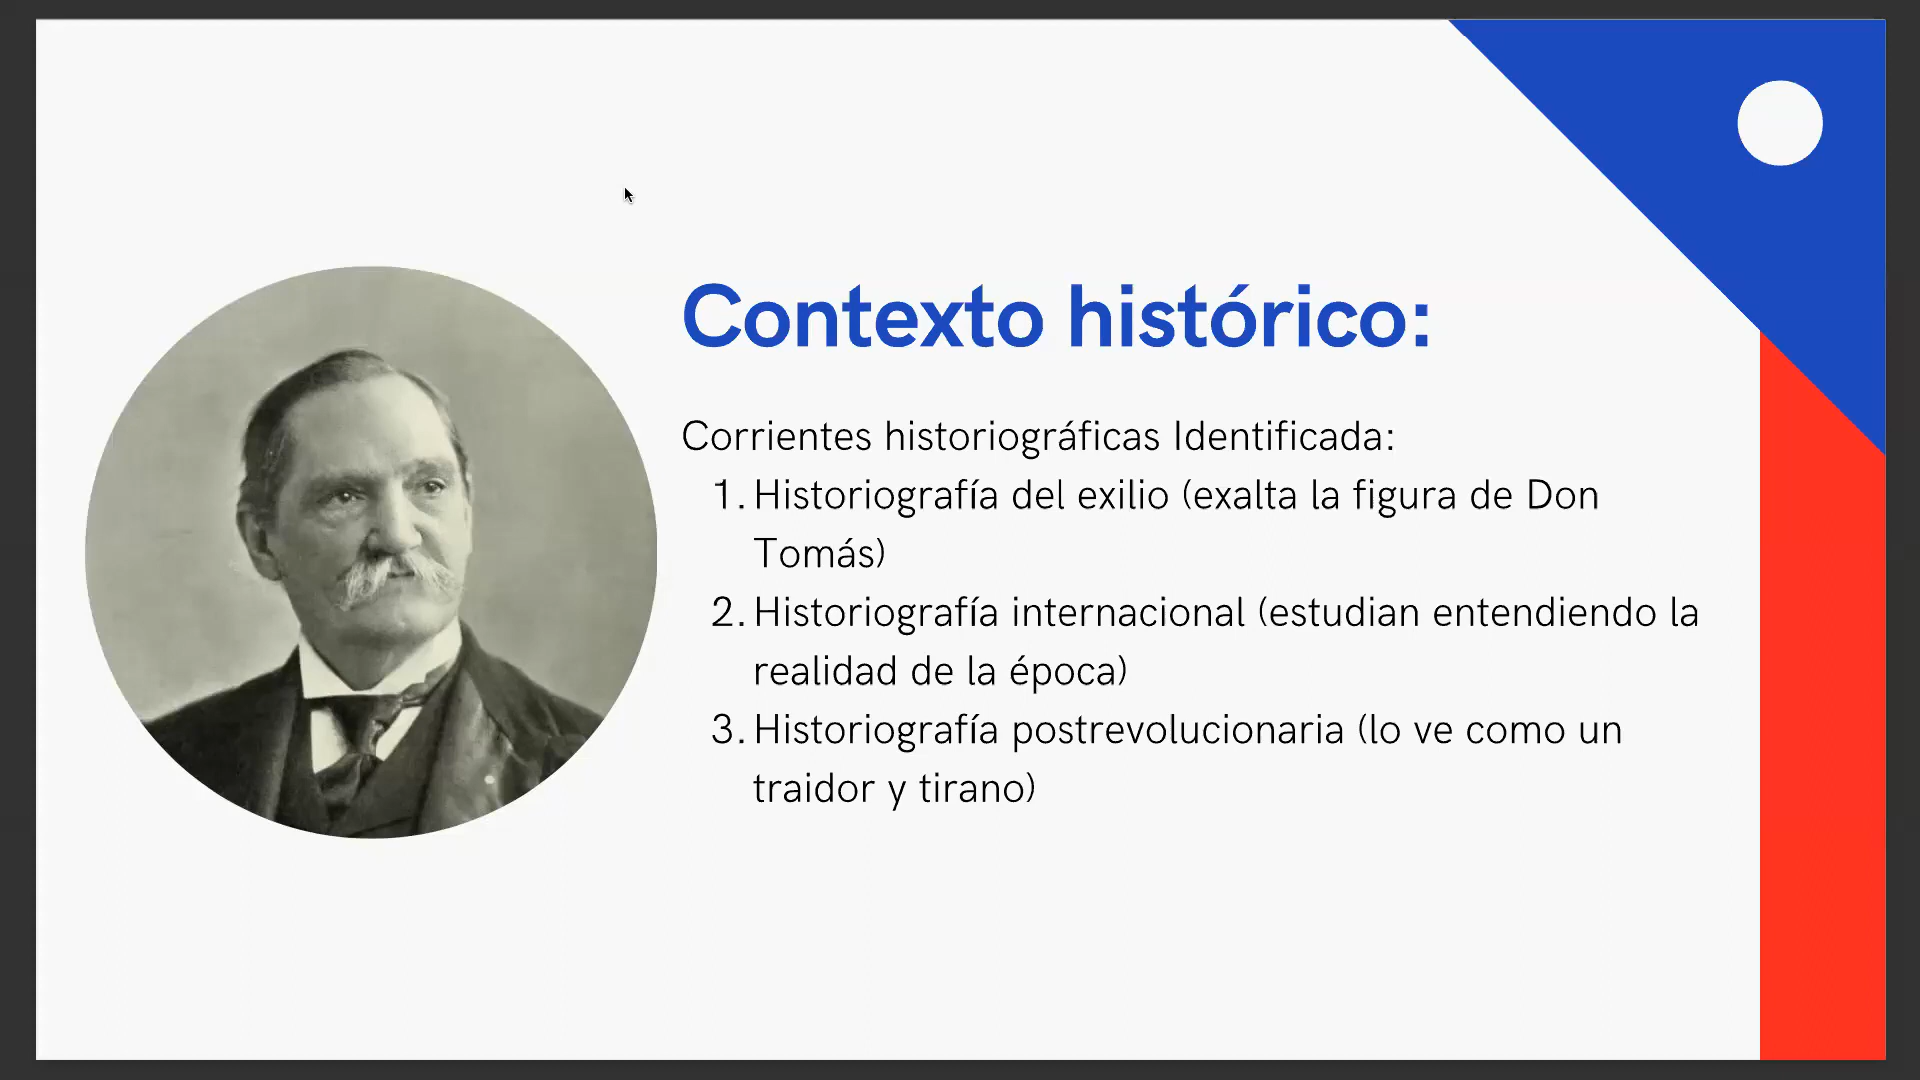 Contexto histórico:
Corrientes historiográficas Identificada:
1. Historiografía del exilio (exalta la figura de Don
Tomás)
2. Historiografía internacional (estudian entendiendo la
realidad de la época)
3. Historiografía postrevolucionaria (lo ve como un
traidor y tirano)